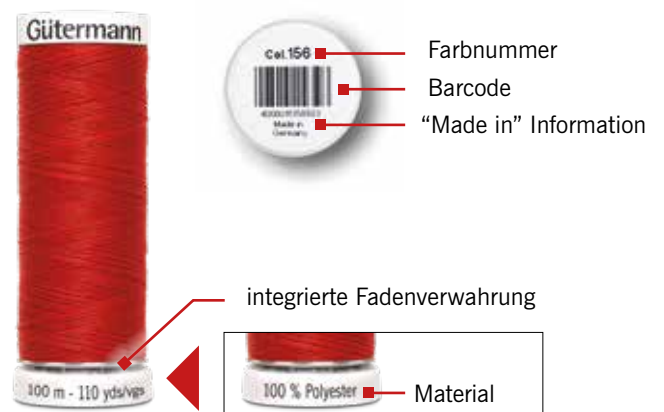 Gütermann
Col.156
Farbnummer
Barcode
Made in
Germany
“Made in” Information
integrierte Fadenverwahrung
100 m - 110 yds/vgs
100 % Polyester
Material